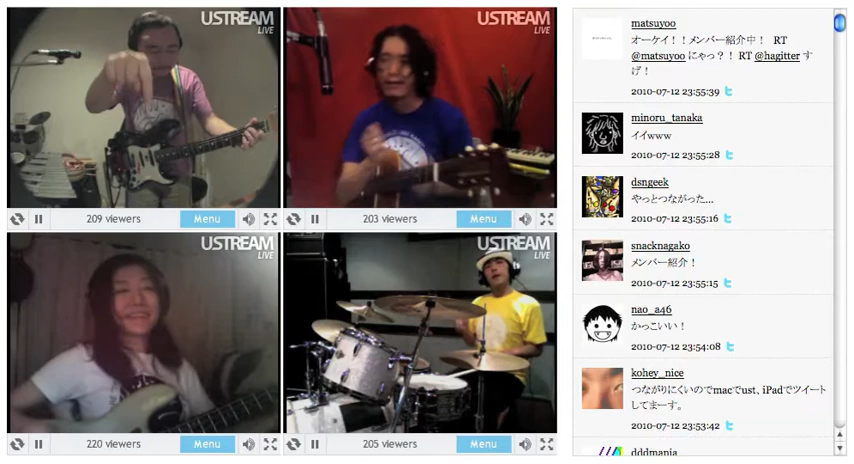 USTREAM
LIVE
209 viewers
Menu
USTREAM
LIVE
203 viewers
Menu
USTREAM
LIVE
220 viewers
Menu
USTREAM
LIVE
205 viewers
Menu
matsuyoo
オーケイ！！メンバー紹介中！ RT
@matsuyoo にゃっ？！ RT @hagitter す
げ！
2010-07-12 23:55:39
minoru_tanaka
イイwww
2010-07-12 23:55:28
dsngeek
やっとつながった...
2010-07-12 23:55:16
snacknagako
メンバー紹介！
2010-07-12 23:55:15
nao_a46
かっこいい！
2010-07-12 23:54:08
kohey_nice
つながりにくいのでmacでust、iPadでツイート
してまーす。
2010-07-12 23:53:42
dddmania